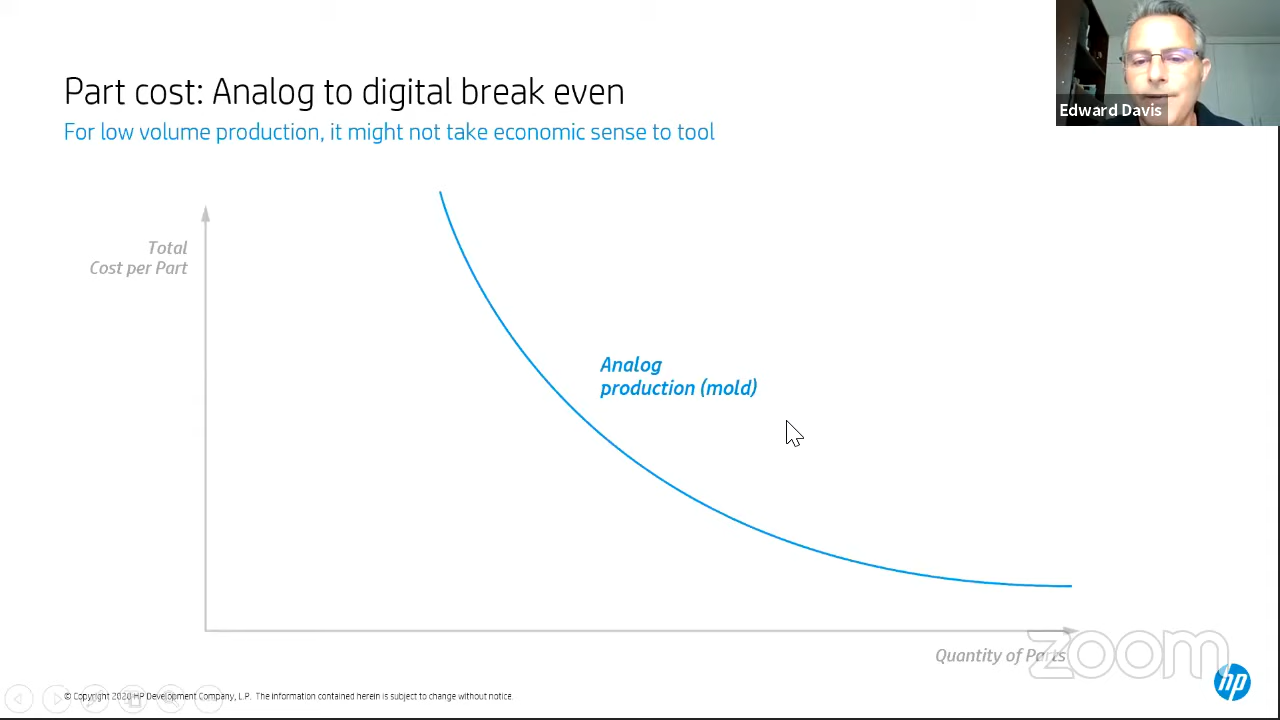 Part cost: Analog to digital break even
For low volume production, it might not take economic sense to tool
Edward Davis
Total
Cost per Part
Analog
production (mold)
Quantity of Parts
zoom
hp
© Copyright 2020 HP Development Company, L.P. The information contained herein is subject to change without notice.